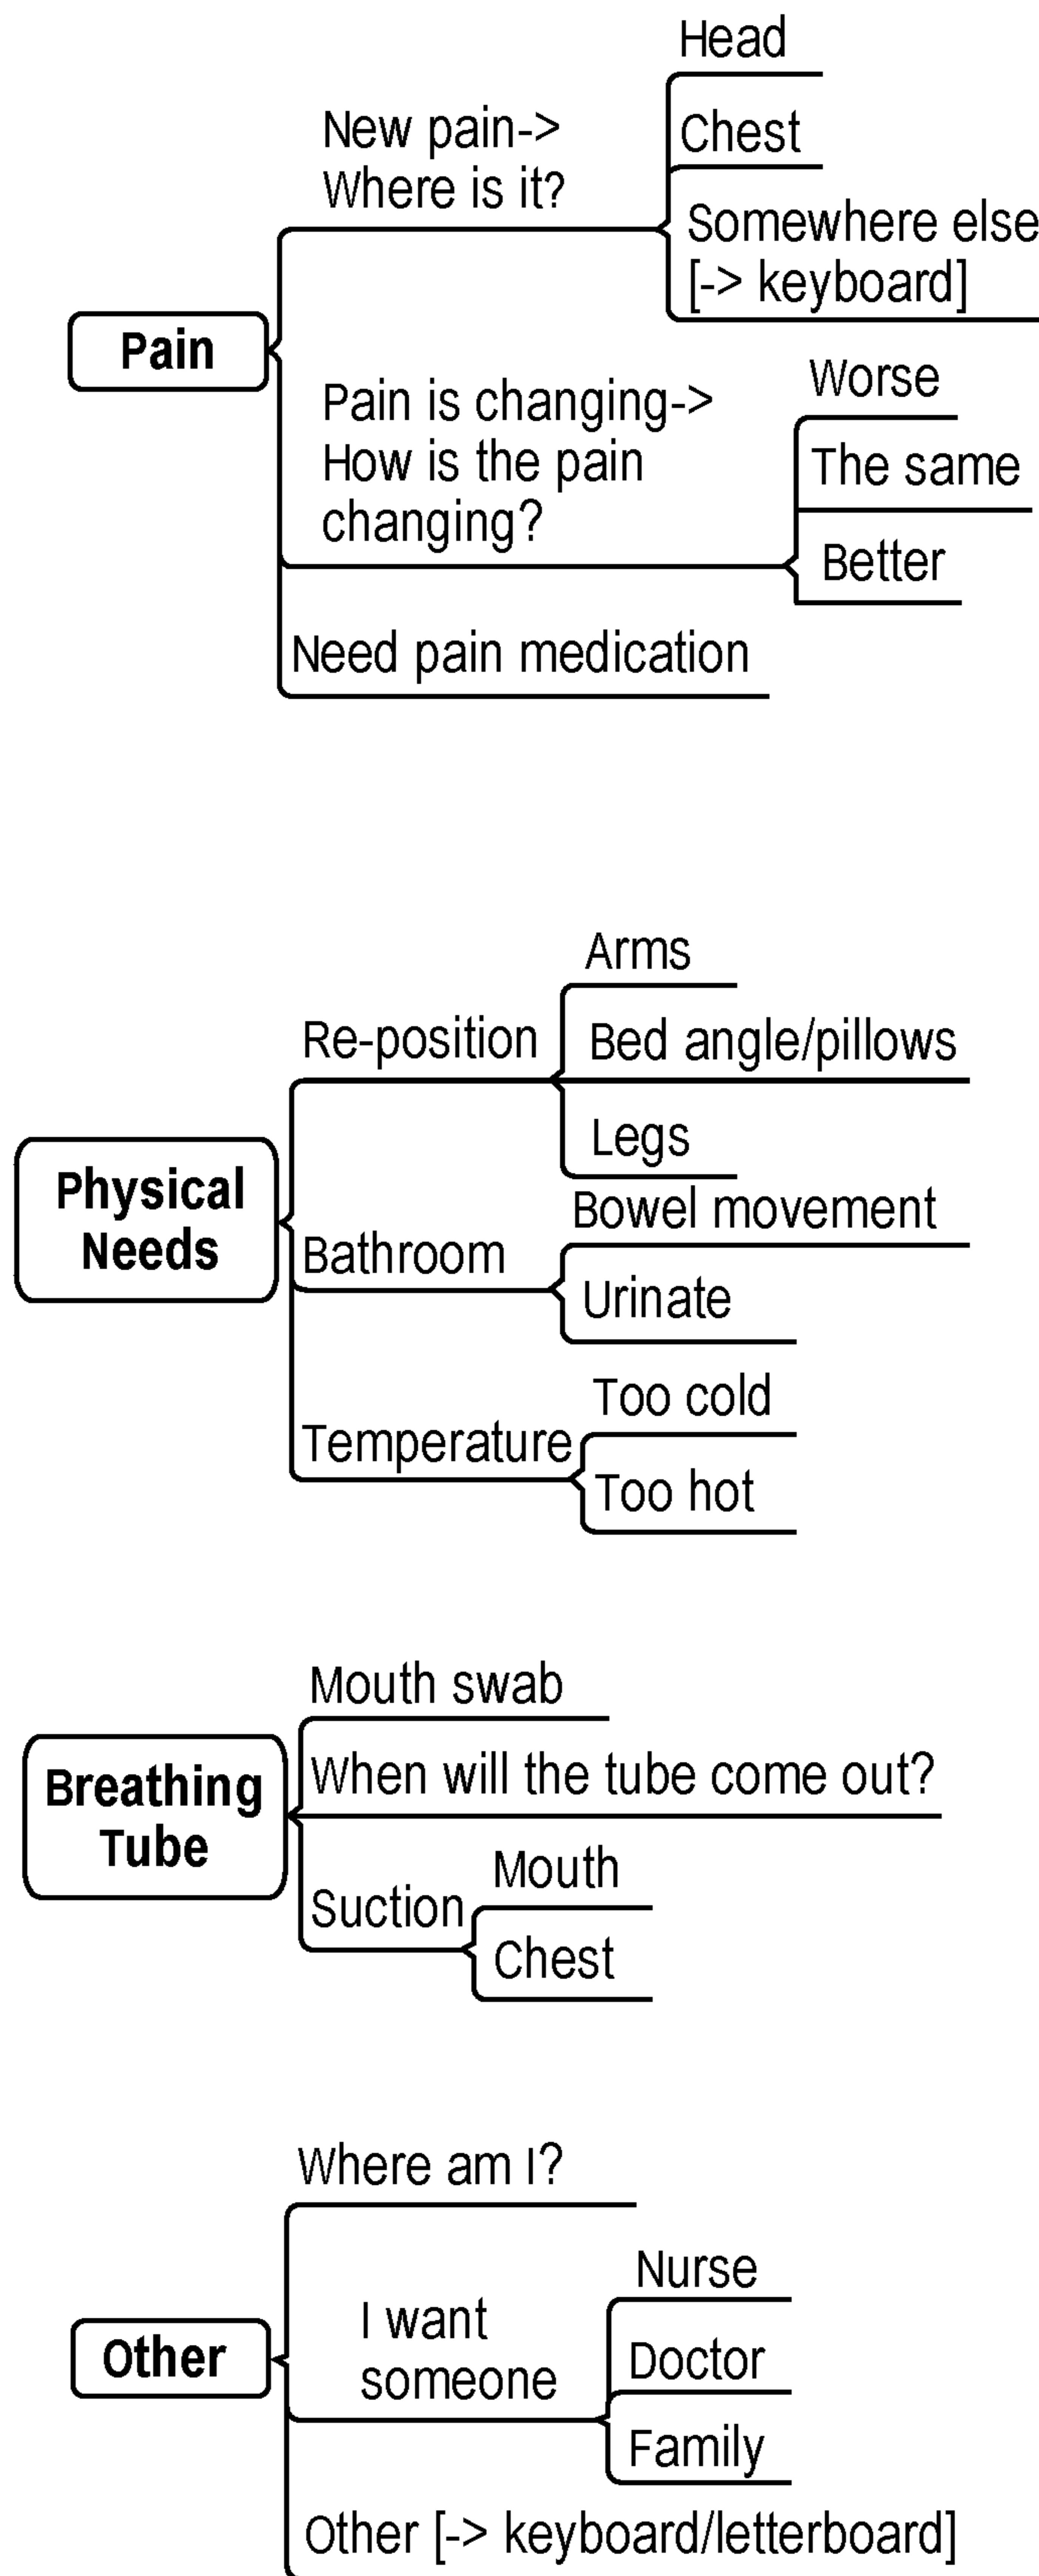 Head
New pain->
Where is it?
Chest
Somewhere else
[-> keyboard]
Pain
Pain is changing->
How is the pain
changing?
Worse
The same
Better
Need pain medication
Physical
Needs
Re-position
Arms
Bed angle/pillows
Legs
Bathroom
Bowel movement
Urinate
Temperature
Too cold
Too hot
Breathing
Tube
Mouth swab
When will the tube come out?
Suction
Mouth
Chest
Other
Where am I?
I want
someone
Nurse
Doctor
Family
Other [-> keyboard/letterboard]